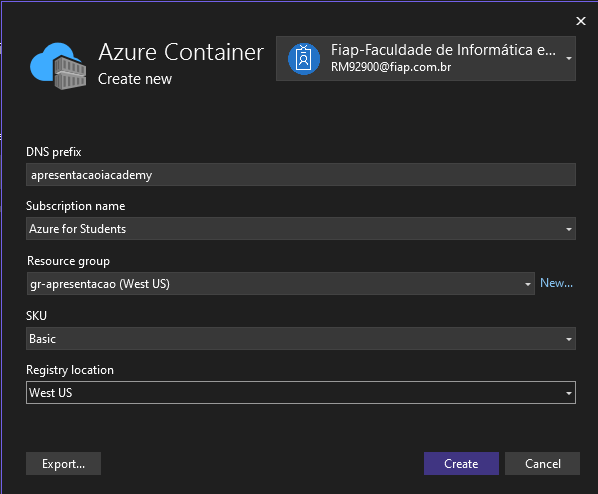 Azure Container
Create new
Fiap-Faculdade de Informática e...
RM92900@fiap.com.br
DNS prefix
apresentacaoiacademy
Subscription name
Azure for Students
Resource group
gr-apresentacao (West US)
New...
SKU
Basic
Registry location
West US
Export...
Create
Cancel